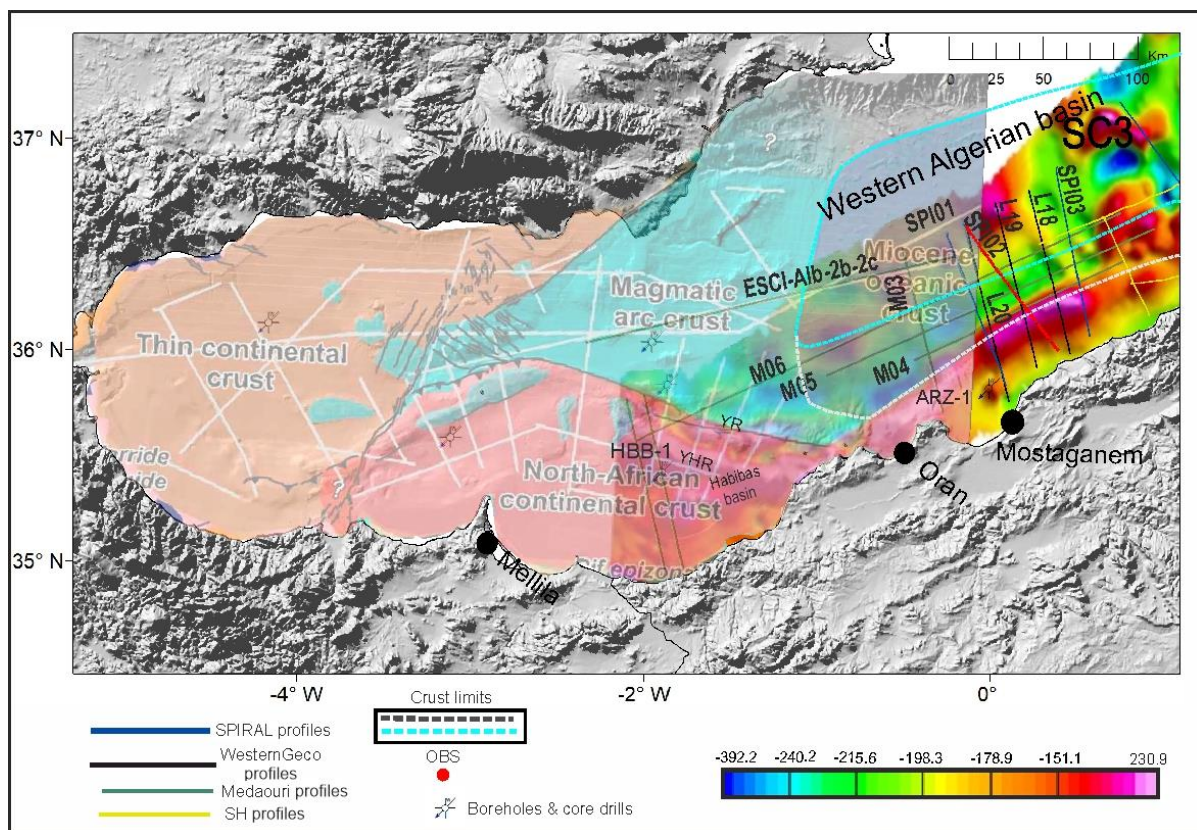 Km
0 25 50 100
37° N
36° N
35° N
-4° W
-2° W
0°
?
Western Algerian basin
SC3
SPI03
L18
L19
SPI02
SPI01
Miocene
oceanic
crust
M03
ESCI-Alb-2b-2c
Magmatic
arc crust
Thin continental
crust
L20
M06
M05
M04
ARZ-1
YR
HBB-1
YHR
Habibas
basin
North-African
continental crust
Mostaganem
Oran
?
Melilia
SPIRAL profiles
WesternGeco
profiles
Medaouri profiles
SH profiles
Crust limits
OBS
Boreholes & core drills
-392.2 -240.2 -215.6 -198.3 -178.9 -151.1 230.9